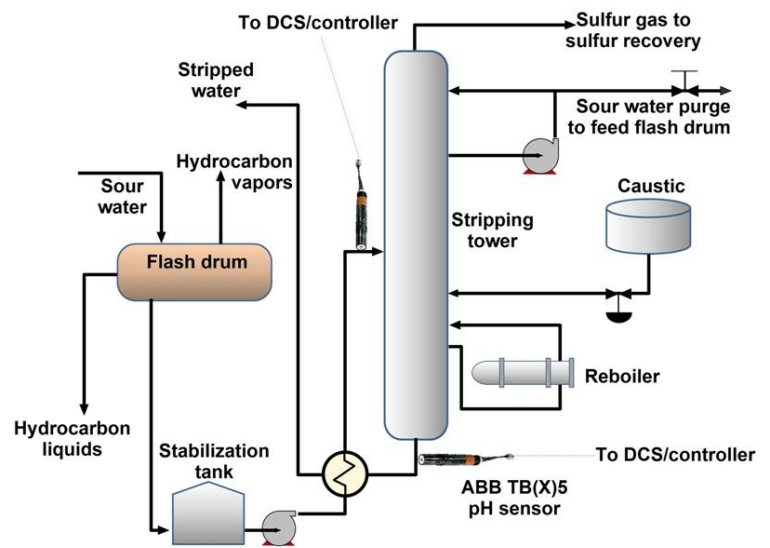 To DCS/controller
Sulfur gas to
sulfur recovery
Stripped
water
Sour water purge
to feed flash drum
Hydrocarbon
vapors
Sour
water
Caustic
Stripping
tower
Flash drum
Reboiler
Hydrocarbon
liquids
Stabilization
tank
To DCS/controller
ABB TB(X)5
pH sensor